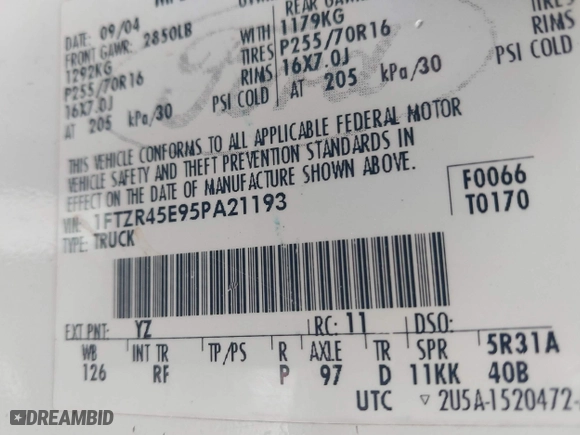 DATE: 09/04
FRONT GAWR: 2850LB
1292KG
P255/70R16
16X7.0J
AT 205 kPa/30
REAR
1179KG
WITH
TIRES P255/70R16
RIMS 16X7.0J
PSI COLD AT 205 kPa/30
WITH
TIRES
RIMS
PSI COLD
Ford
THIS VEHICLE CONFORMS TO ALL APPLICABLE FEDERAL MOTOR
VEHICLE SAFETY AND THEFT PREVENTION STANDARDS IN
EFFECT ON THE DATE OF MANUFACTURE SHOWN ABOVE.
VIN: 1FTZR45E95PA21193
TYPE: TRUCK
F0066
T0170
EXT PNT: YZ RC: 11 DSO:
WB INT TR TP/PS R AXLE TR SPR 5R31A
126 RF P 97 D 11KK 40B
UTC ▽ 2U5A-1520472-
DREAMBID